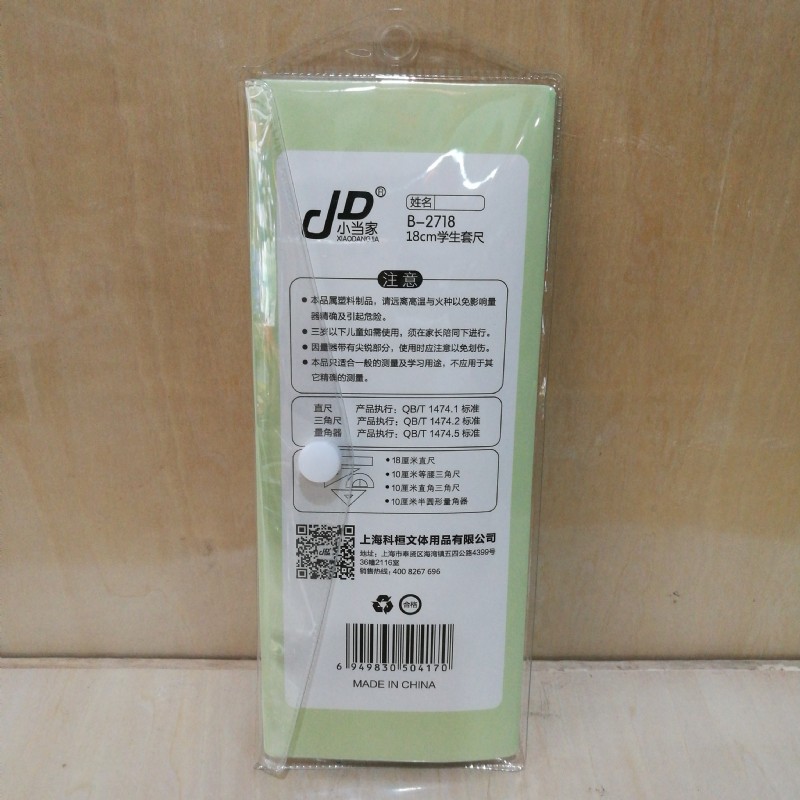 JD®
小当家
XIAODANGJIA
姓名
B-2718
18cm学生套尺
注意
● 本品属塑料制品，请远离高温与火种以免影响量
器精确及引起危险。
● 三岁以下儿童如需使用，须在家长陪同下进行。
● 因量器带有尖锐部分，使用时应注意以免划伤。
● 本品只适合一般的测量及学习用途，不应用于其
它精确的测量。
直尺 产品执行：QB/T 1474.1 标准
三角尺 产品执行：QB/T 1474.2 标准
量角器 产品执行：QB/T 1474.5 标准
• 18厘米直尺
• 10厘米等腰三角尺
• 10厘米直角三角尺
• 10厘米半圆形量角器
上海科桓文体用品有限公司
地址：上海市奉贤区海湾镇五四公路4399号
36幢2116室
销售热线：400 8267 696
合格
6 949830 504170
MADE IN CHINA